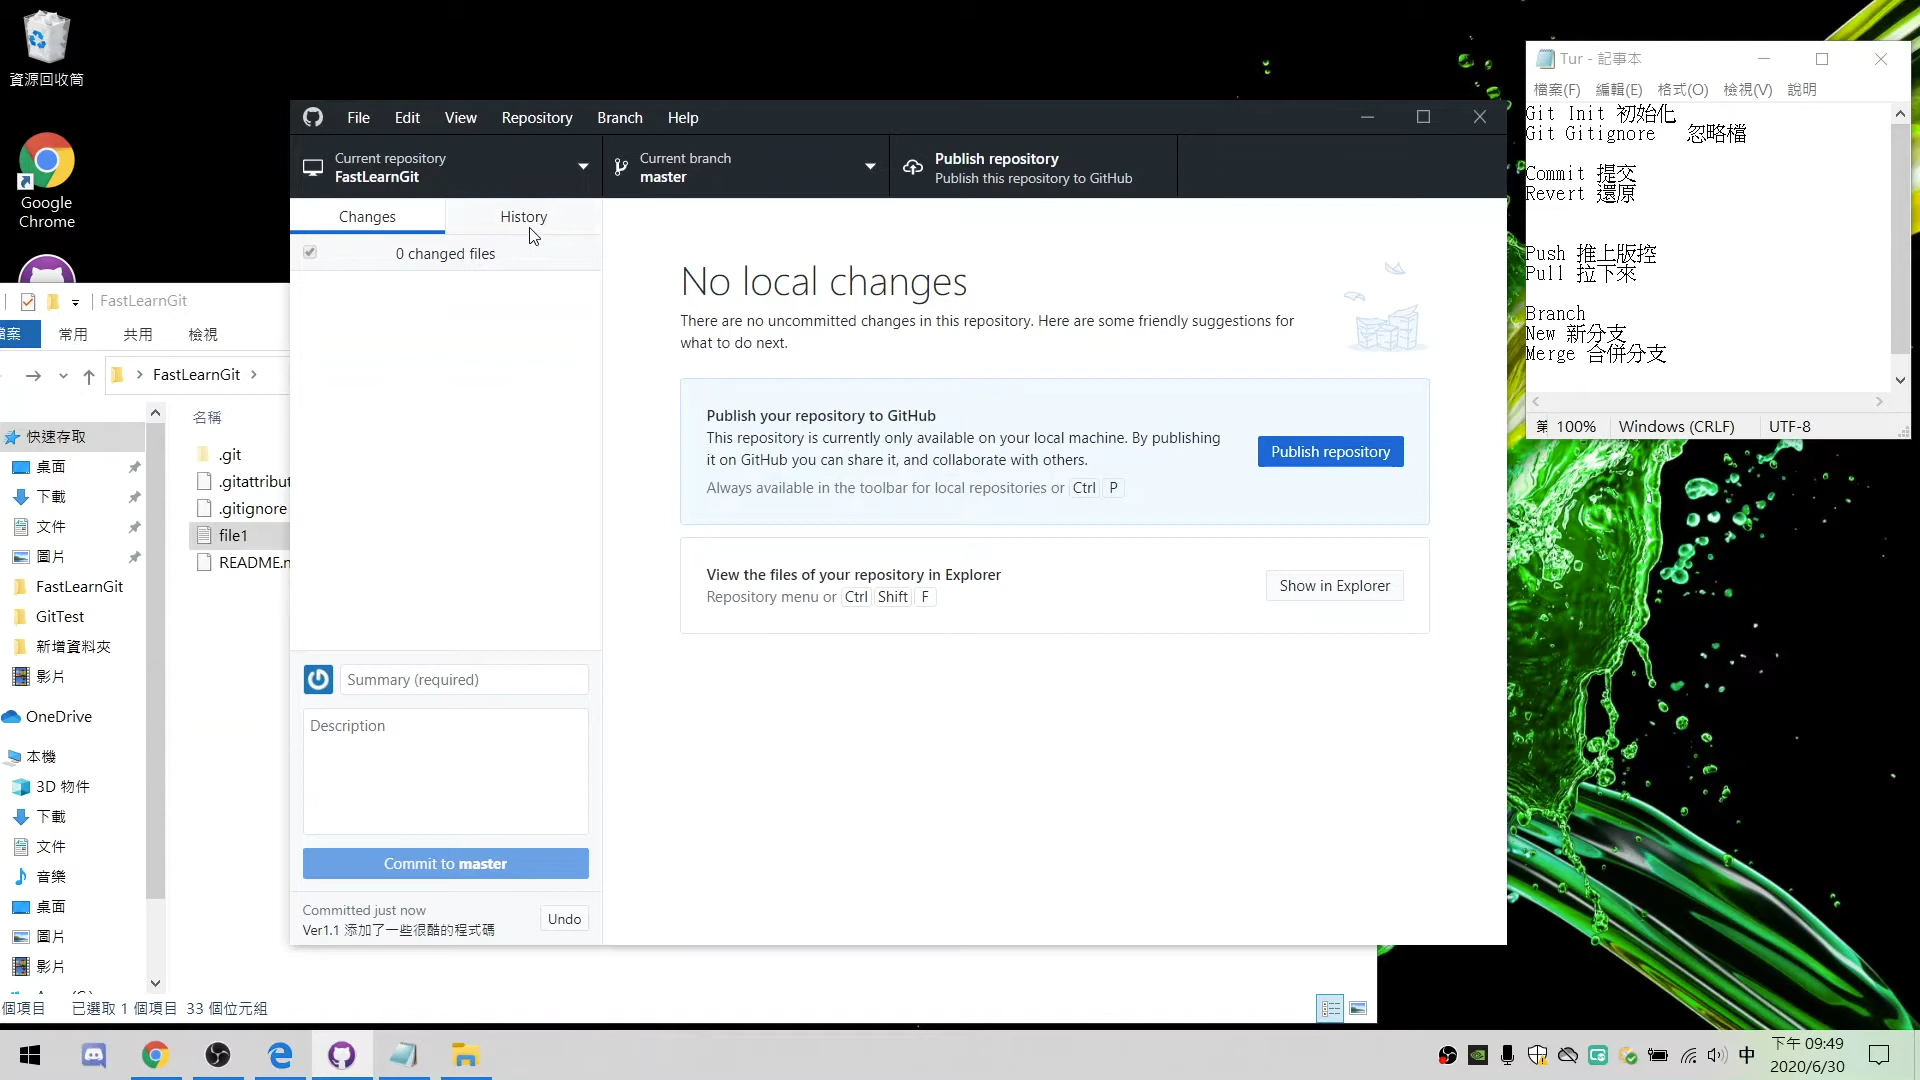 資源回收筒
Google
Chrome
FastLearnGit
常用
共用
檢視
FastLearnGit
名稱
快速存取
桌面
下載
文件
圖片
FastLearnGit
GitTest
新增資料夾
影片
OneDrive
本機
3D 物件
下載
文件
音樂
桌面
圖片
影片
.git
.gitattribut
.gitignore
file1
個項目 已選取 1 個項目 33 個位元組
File Edit View Repository Branch Help
Current repository
FastLearnGit
Current branch
master
Publish repository
Publish this repository to GitHub
Changes
History
0 changed files
No local changes
There are no uncommitted changes in this repository. Here are some friendly suggestions for
what to do next.
Publish your repository to GitHub
This repository is currently only available on your local machine. By publishing
it on GitHub you can share it, and collaborate with others.
Always available in the toolbar for local repositories or Ctrl P
Publish repository
View the files of your repository in Explorer
Repository menu or Ctrl Shift F
Show in Explorer
Summary (required)
Description
Commit to master
Committed just now
Ver1.1 添加了一些很酷的程式碼
Undo
Tur - 記事本
檔案(F) 編輯(E) 格式(O) 檢視(V) 說明
Git Init 初始化
Git Gitignore 忽略檔
Commit 提交
Revert 還原
Push 推上版控
Pull 拉下來
Branch
New 新分支
Merge 合併分支
100%
Windows (CRLF)
UTF-8
中
下午 09:49
2020/6/30